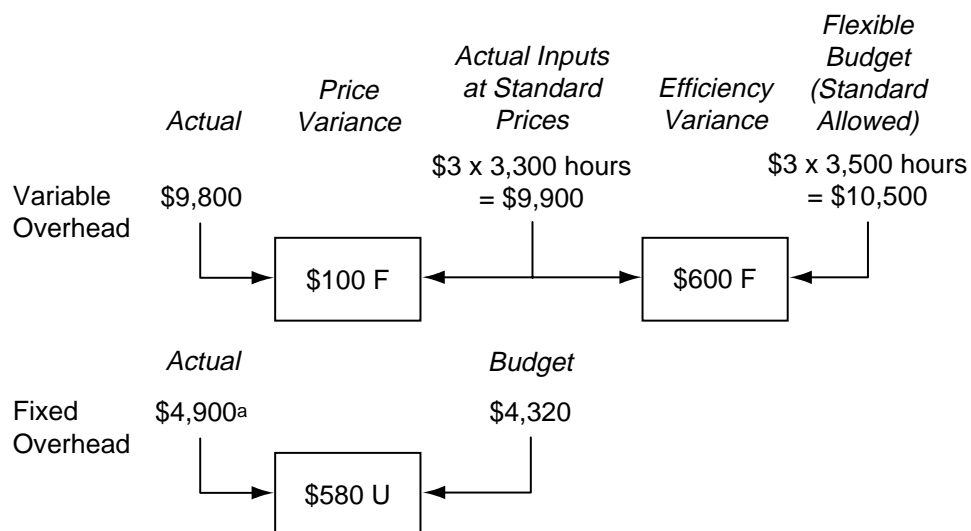 Actual
Price
Variance
Actual Inputs
at Standard
Prices
Efficiency
Variance
Flexible
Budget
(Standard
Allowed)
Variable
Overhead
$9,800
$3 x 3,300 hours
= $9,900
$3 x 3,500 hours
= $10,500
$100 F
$600 F
Actual
Budget
Fixed
Overhead
$4,900a
$4,320
$580 U